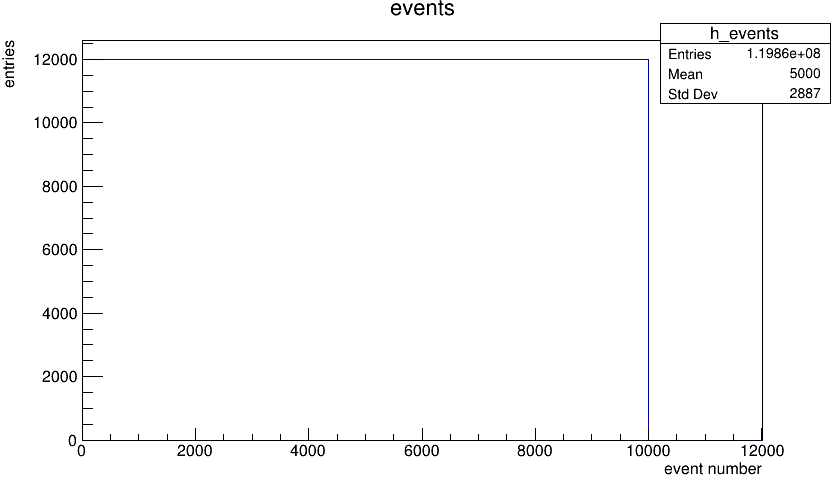 events
h_events
Entries 1.1986e+08
Mean 5000
Std Dev 2887
entries
12000
10000
8000
6000
4000
2000
0
0 2000 4000 6000 8000 10000 12000
event number